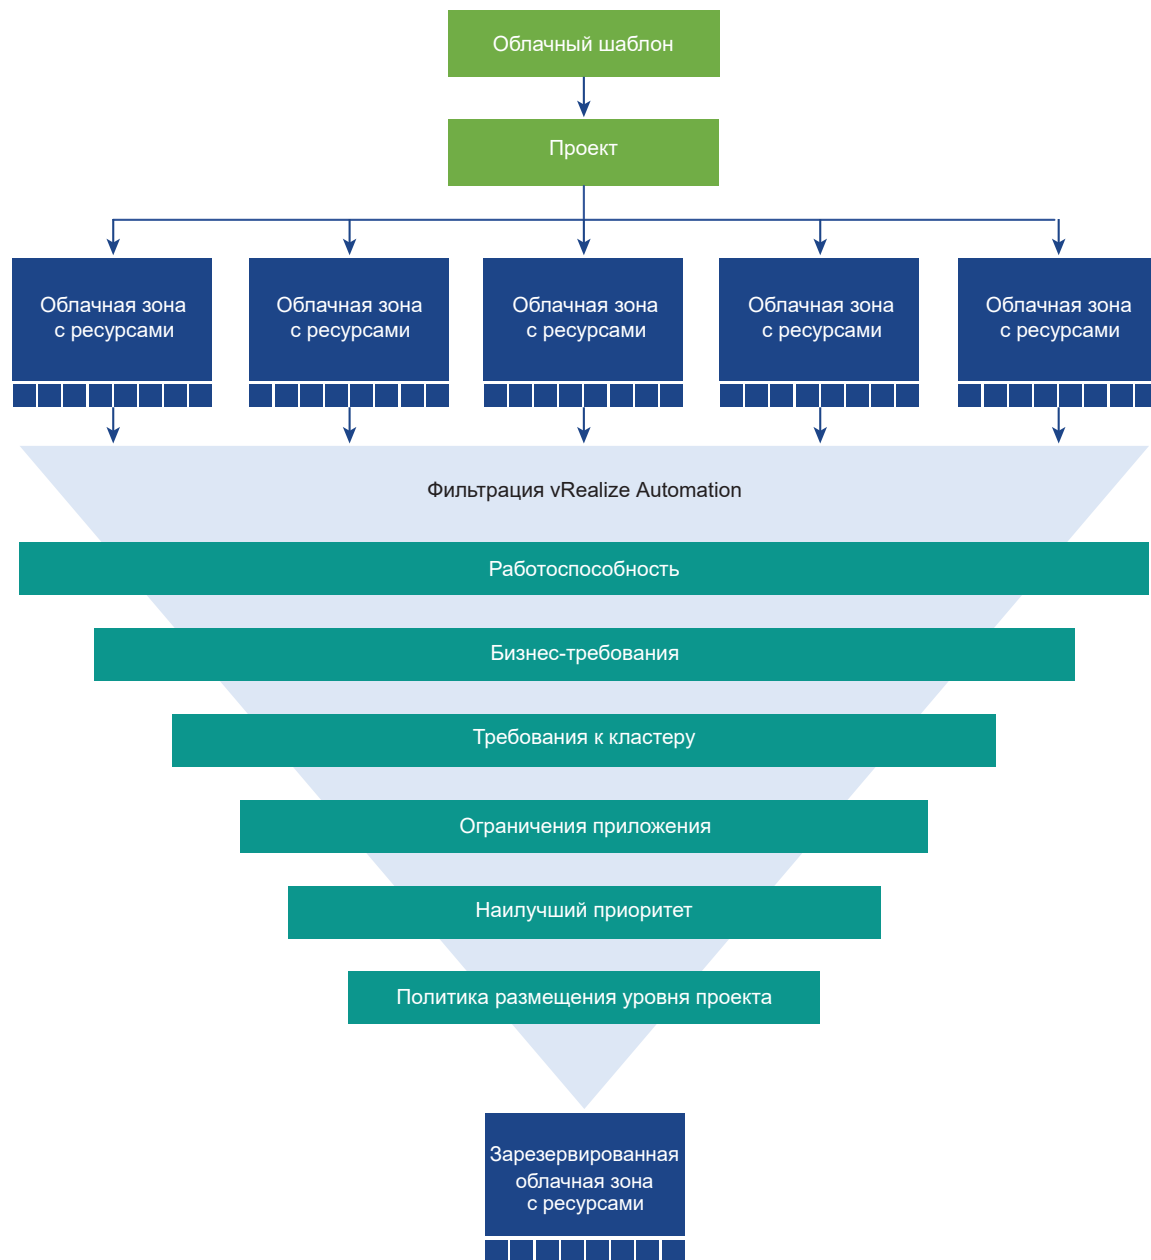 Облачный шаблон
Проект
Облачная зона
с ресурсами
Облачная зона
с ресурсами
Облачная зона
с ресурсами
Облачная зона
с ресурсами
Облачная зона
с ресурсами
Фильтрация vRealize Automation
Работоспособность
Бизнес-требования
Требования к кластеру
Ограничения приложения
Наилучший приоритет
Политика размещения уровня проекта
Зарезервированная
облачная зона
с ресурсами